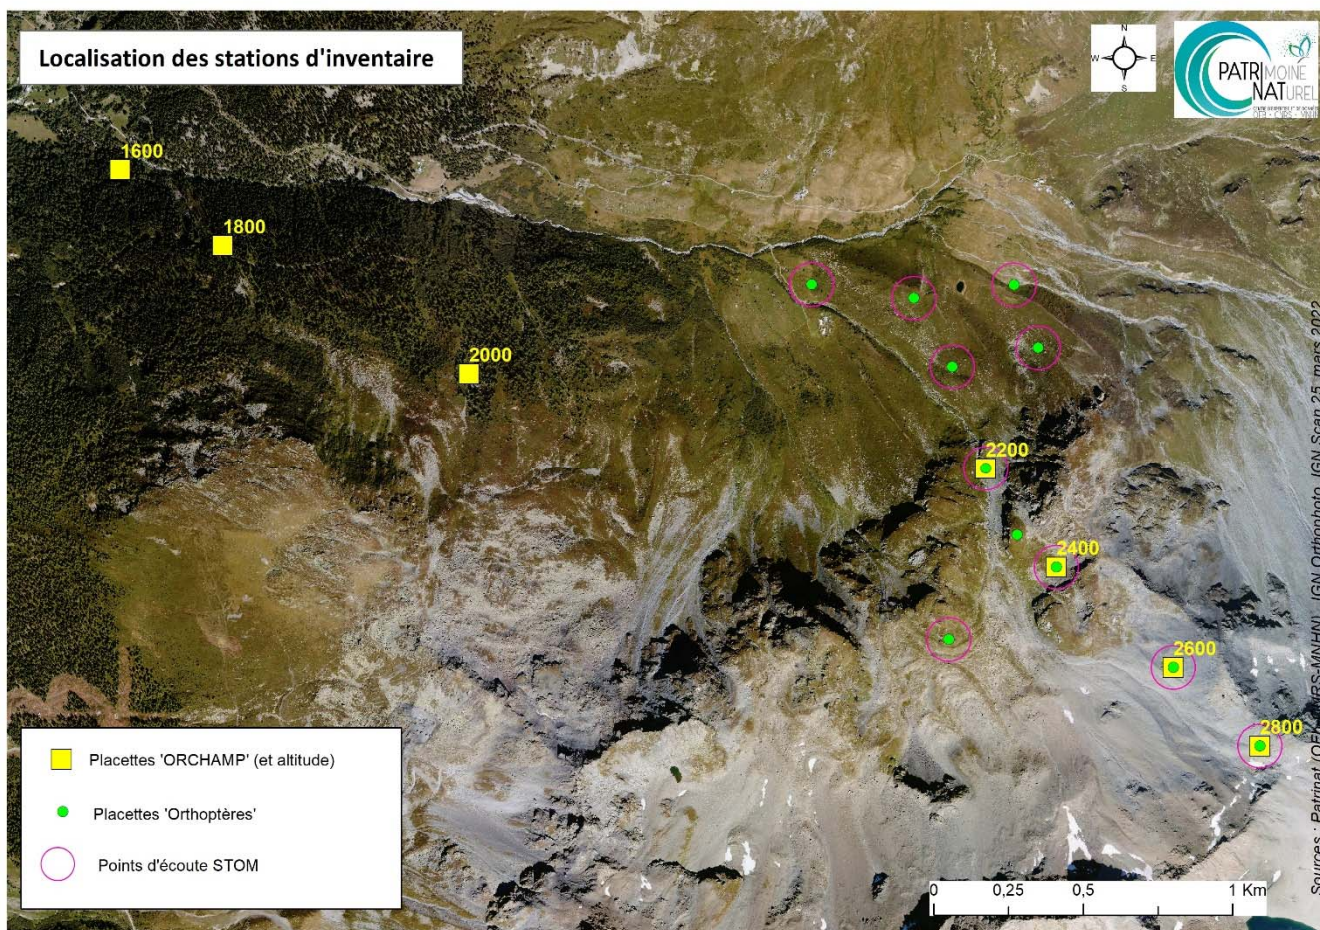 Localisation des stations d'inventaire
N
W E
S
PATRIMOINE
NATUREL
1600
1800
2000
2200
2400
2600
2800
Placettes 'ORCHAMP' (et altitude)
Placettes 'Orthoptères'
Points d'écoute STOM
0 0,25 0,5 1 Km
Sources : Patrinat (OFB-CNRS-MNHN), IGN Orthophoto, IGN Scan 25, mars 2022